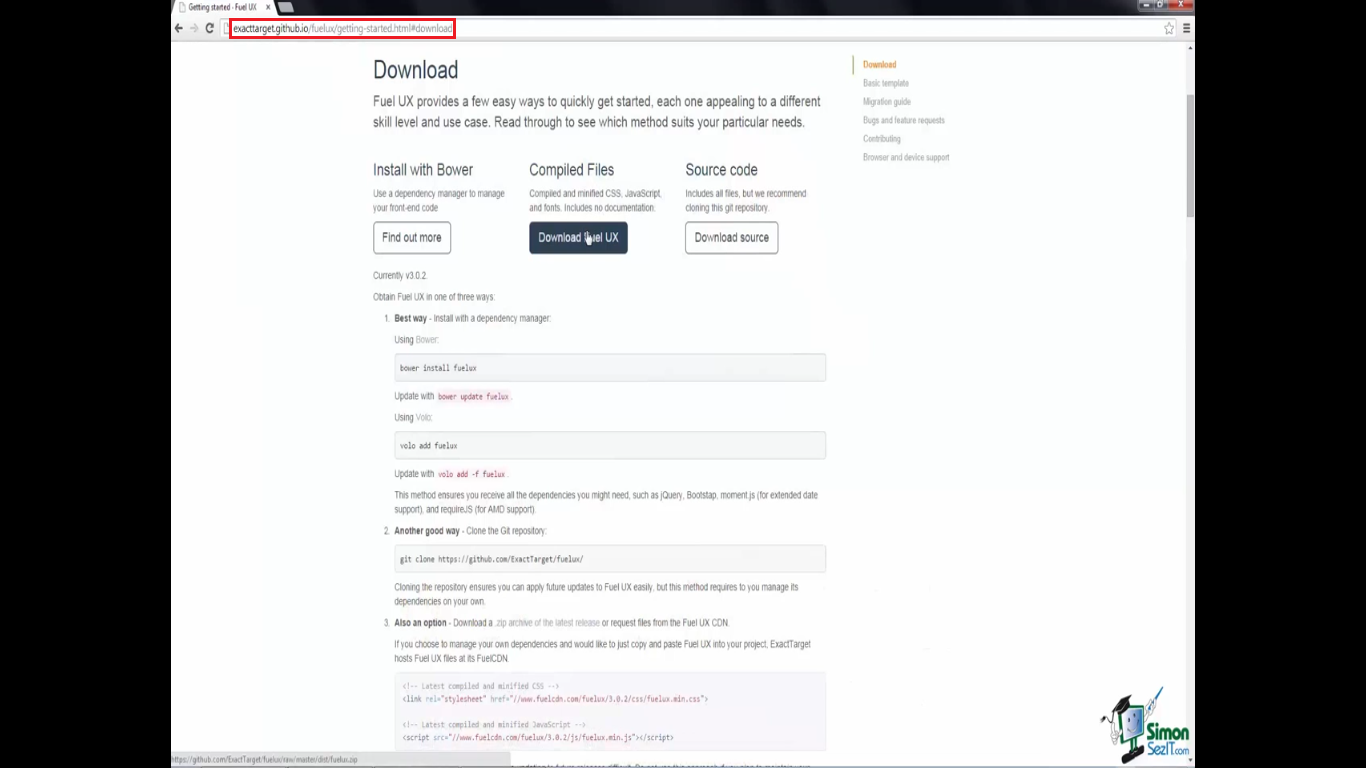 Getting started · Fuel UX
exacttarget.github.io/fuelux/getting-started.html#download
Download
Fuel UX provides a few easy ways to quickly get started, each one appealing to a different
skill level and use case. Read through to see which method suits your particular needs.
Install with Bower
Use a dependency manager to manage
your front-end code
Find out more
Compiled Files
Compiled and minified CSS, JavaScript,
and fonts. Includes no documentation.
Download Fuel UX
Source code
Includes all files, but we recommend
cloning this git repository.
Download source
Currently v3.0.2.
Obtain Fuel UX in one of three ways:
1. Best way - Install with a dependency manager:
Using Bower:
bower install fuelux
Update with bower update fuelux.
Using Volo:
volo add fuelux
Update with volo add -f fuelux.
This method ensures you receive all the dependencies you might need, such as jQuery, Bootstap, moment.js (for extended date
support), and requireJS (for AMD support).
2. Another good way - Clone the Git repository:
git clone https://github.com/ExactTarget/fuelux/
Cloning the repository ensures you can apply future updates to Fuel UX easily, but this method requires to you manage its
dependencies on your own.
3. Also an option - Download a .zip archive of the latest release or request files from the Fuel UX CDN.
If you choose to manage your own dependencies and would like to just copy and paste Fuel UX into your project, ExactTarget
hosts Fuel UX files at its FuelCDN.
<!-- Latest compiled and minified CSS -->
<link rel="stylesheet" href="//www.fuelcdn.com/fuelux/3.0.2/css/fuelux.min.css">
<!-- Latest compiled and minified JavaScript -->
<script src="//www.fuelcdn.com/fuelux/3.0.2/js/fuelux.min.js"></script>
Download
Basic template
Migration guide
Bugs and feature requests
Contributing
Browser and device support
https://github.com/ExactTarget/fuelux/raw/master/dist/fuelux.zip
Simon
SezIT.com